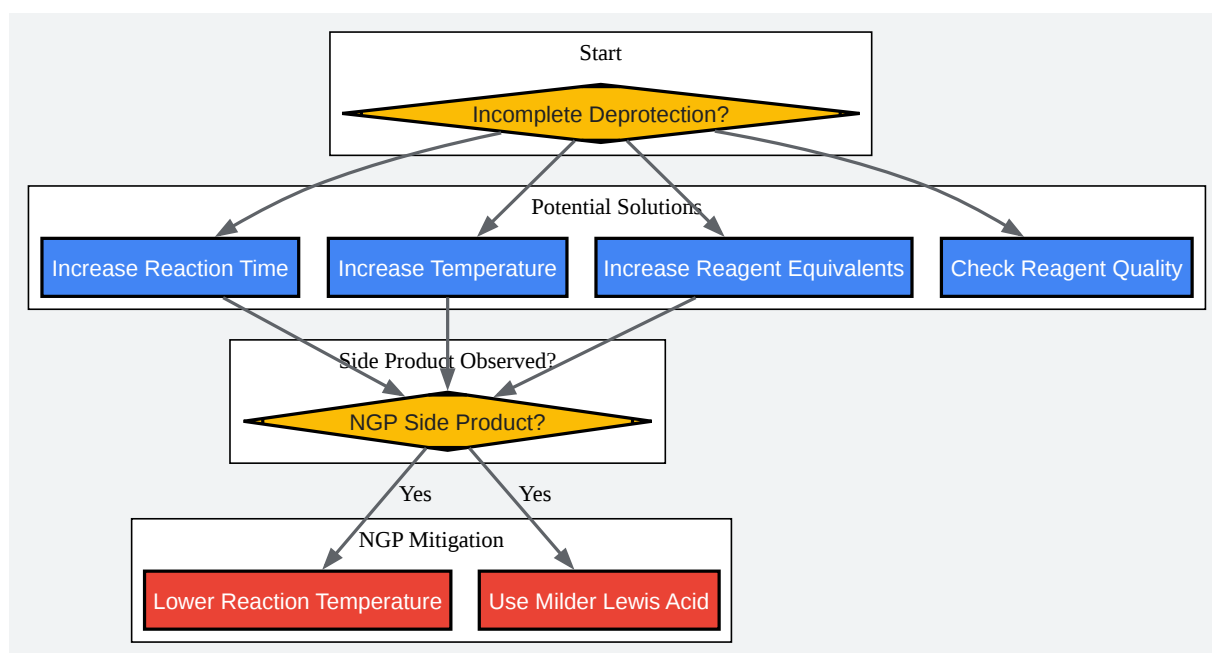 Start
Incomplete Deprotection?
Potential Solutions
Increase Reaction Time
Increase Temperature
Increase Reagent Equivalents
Check Reagent Quality
Side Product Observed?
NGP Side Product?
Yes
Yes
NGP Mitigation
Lower Reaction Temperature
Use Milder Lewis Acid